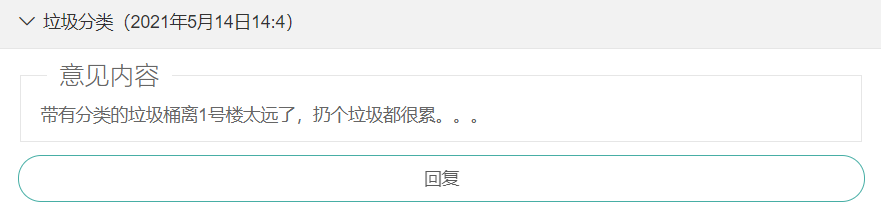 垃圾分类（2021年5月14日14:4）
意见内容
带有分类的垃圾桶离1号楼太远了，扔个垃圾都很累。。。
回复